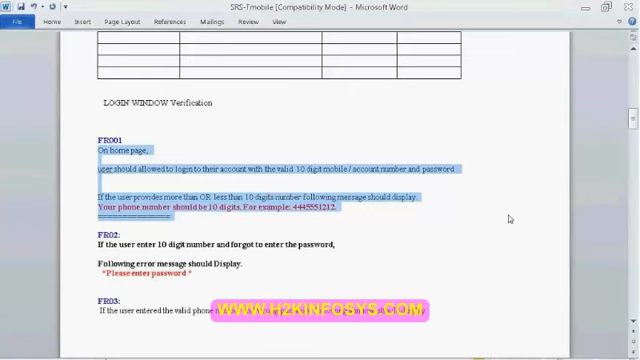 SRS-Tmobile [Compatibility Mode] - Microsoft Word
File Home Insert Page Layout References Mailings Review View
LOGIN WINDOW Verification
FR001
On home page,
user should allowed to login to their account with the valid 10 digit mobile / account number and password
If the user provides more than OR less than 10 digits number following message should display.
Your phone number should be 10 digits. For example: 4445551212.
================
FR02:
If the user enter 10 digit number and forgot to enter the password,
Following error message should Display.
"Please enter password "
FR03:
If the user entered the valid phone
WWW.H2KINFOSYS.COM